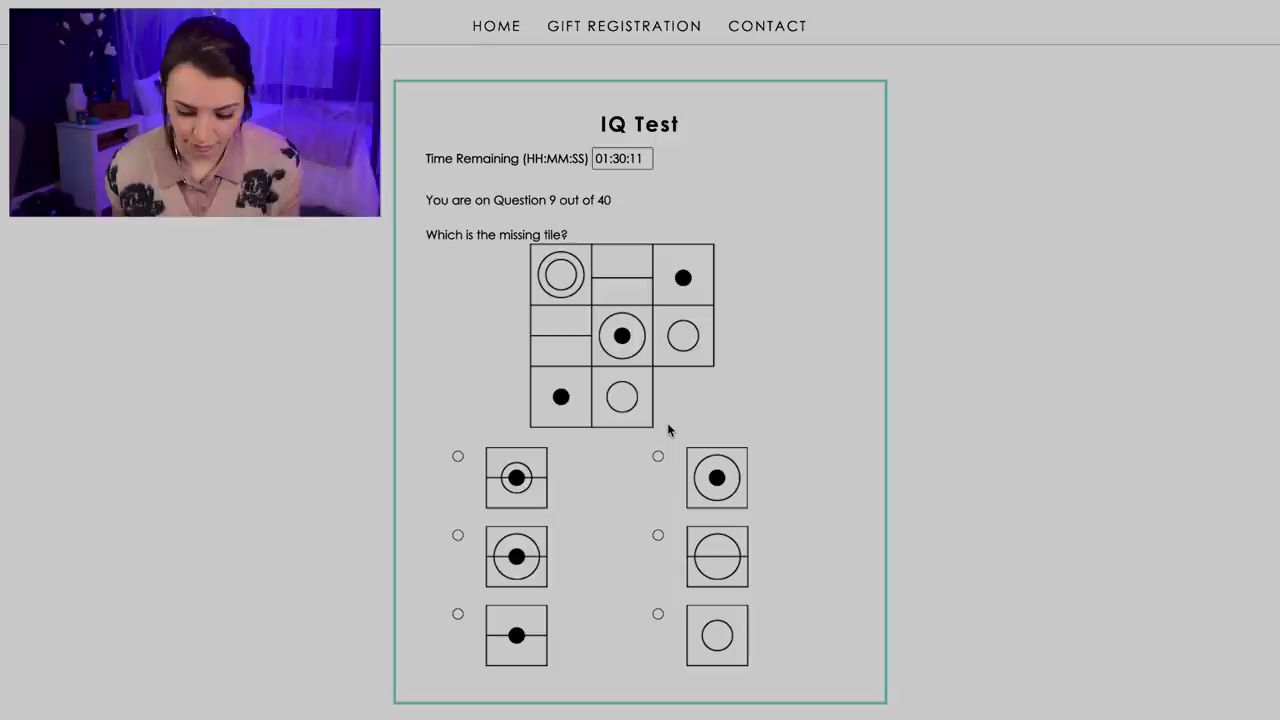 HOME GIFT REGISTRATION CONTACT
IQ Test
Time Remaining (HH:MM:SS) 01:30:11
You are on Question 9 out of 40
Which is the missing tile?